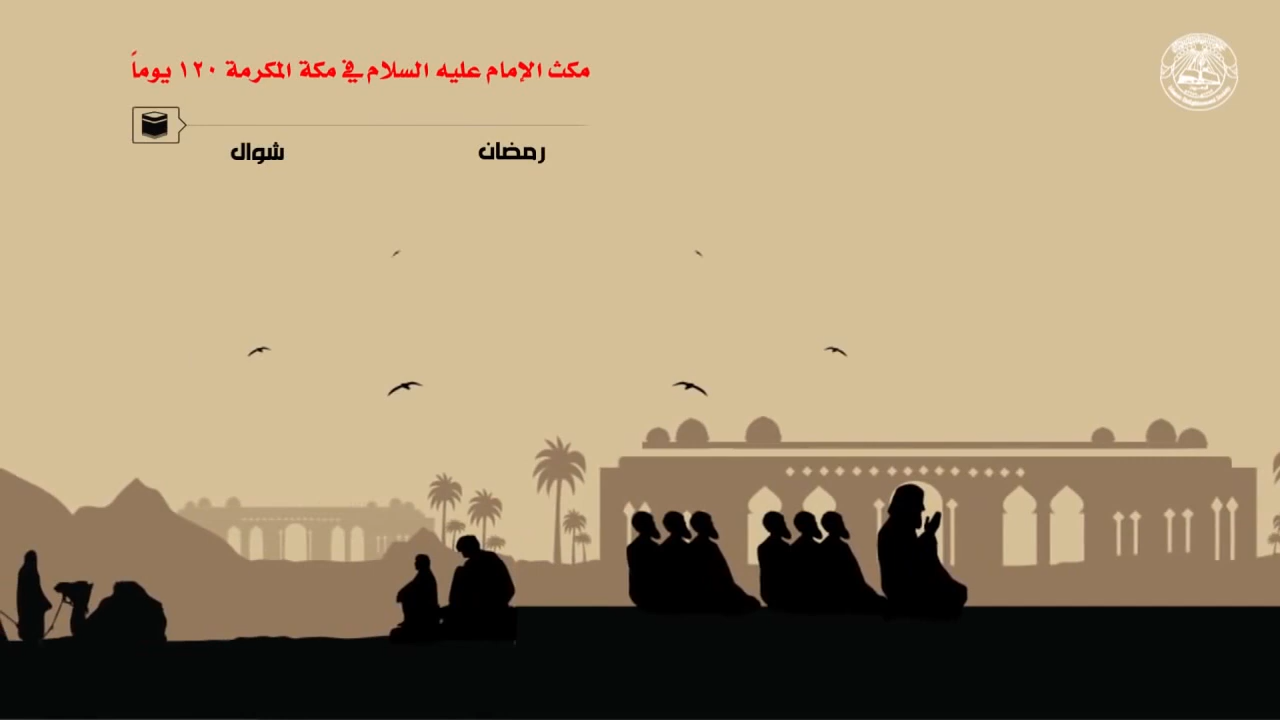 مكث الإمام عليه السلام في مكة المكرمة ١٢٠ يوماً
رمضان
شوال